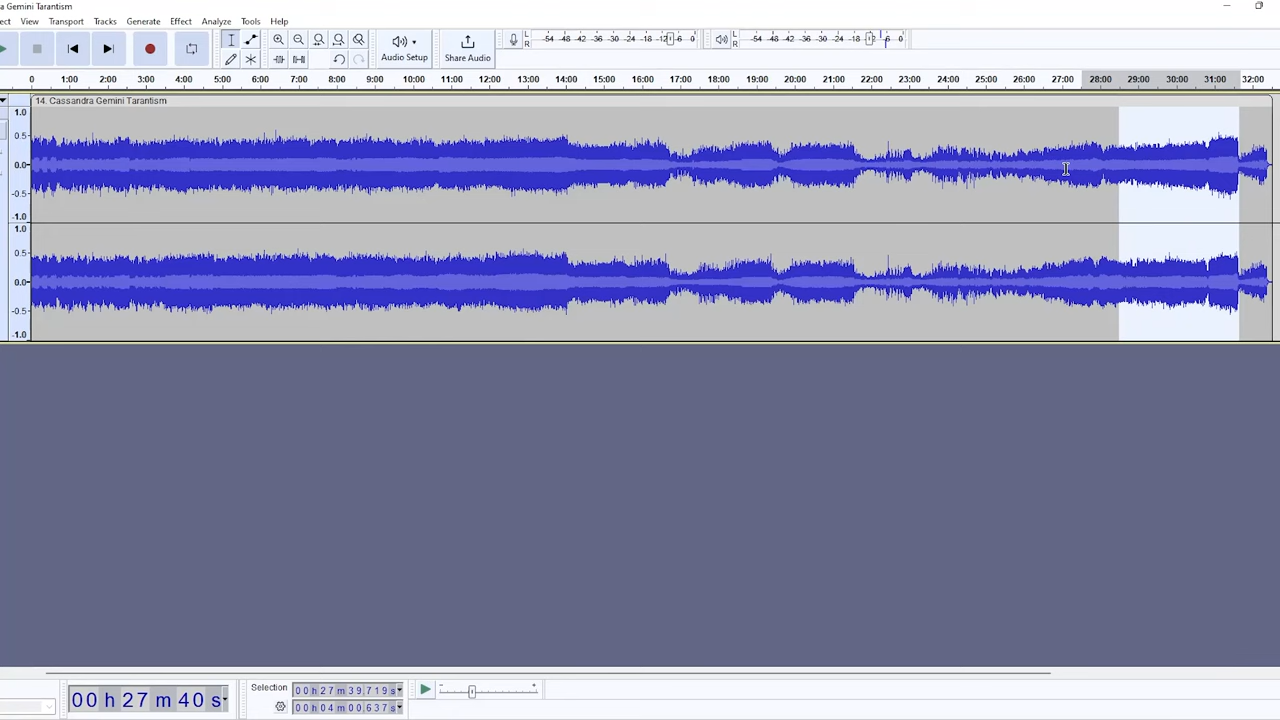 a Gemini Tarantism
ect View Transport Tracks Generate Effect Analyze Tools Help
Audio Setup
Share Audio
L R -54 -48 -42 -36 -30 -24 -18 -12 -6 0
L R -54 -48 -42 -36 -30 -24 -18 -12 -6 0
0 1:00 2:00 3:00 4:00 5:00 6:00 7:00 8:00 9:00 10:00 11:00 12:00 13:00 14:00 15:00 16:00 17:00 18:00 19:00 20:00 21:00 22:00 23:00 24:00 25:00 26:00 27:00 28:00 29:00 30:00 31:00 32:00
14. Cassandra Gemini Tarantism
1.0
0.5
0.0
-0.5
-1.0
1.0
0.5
0.0
-0.5
-1.0
00 h 27 m 40 s
Selection
00 h 27 m 39.719 s
00 h 04 m 00.637 s